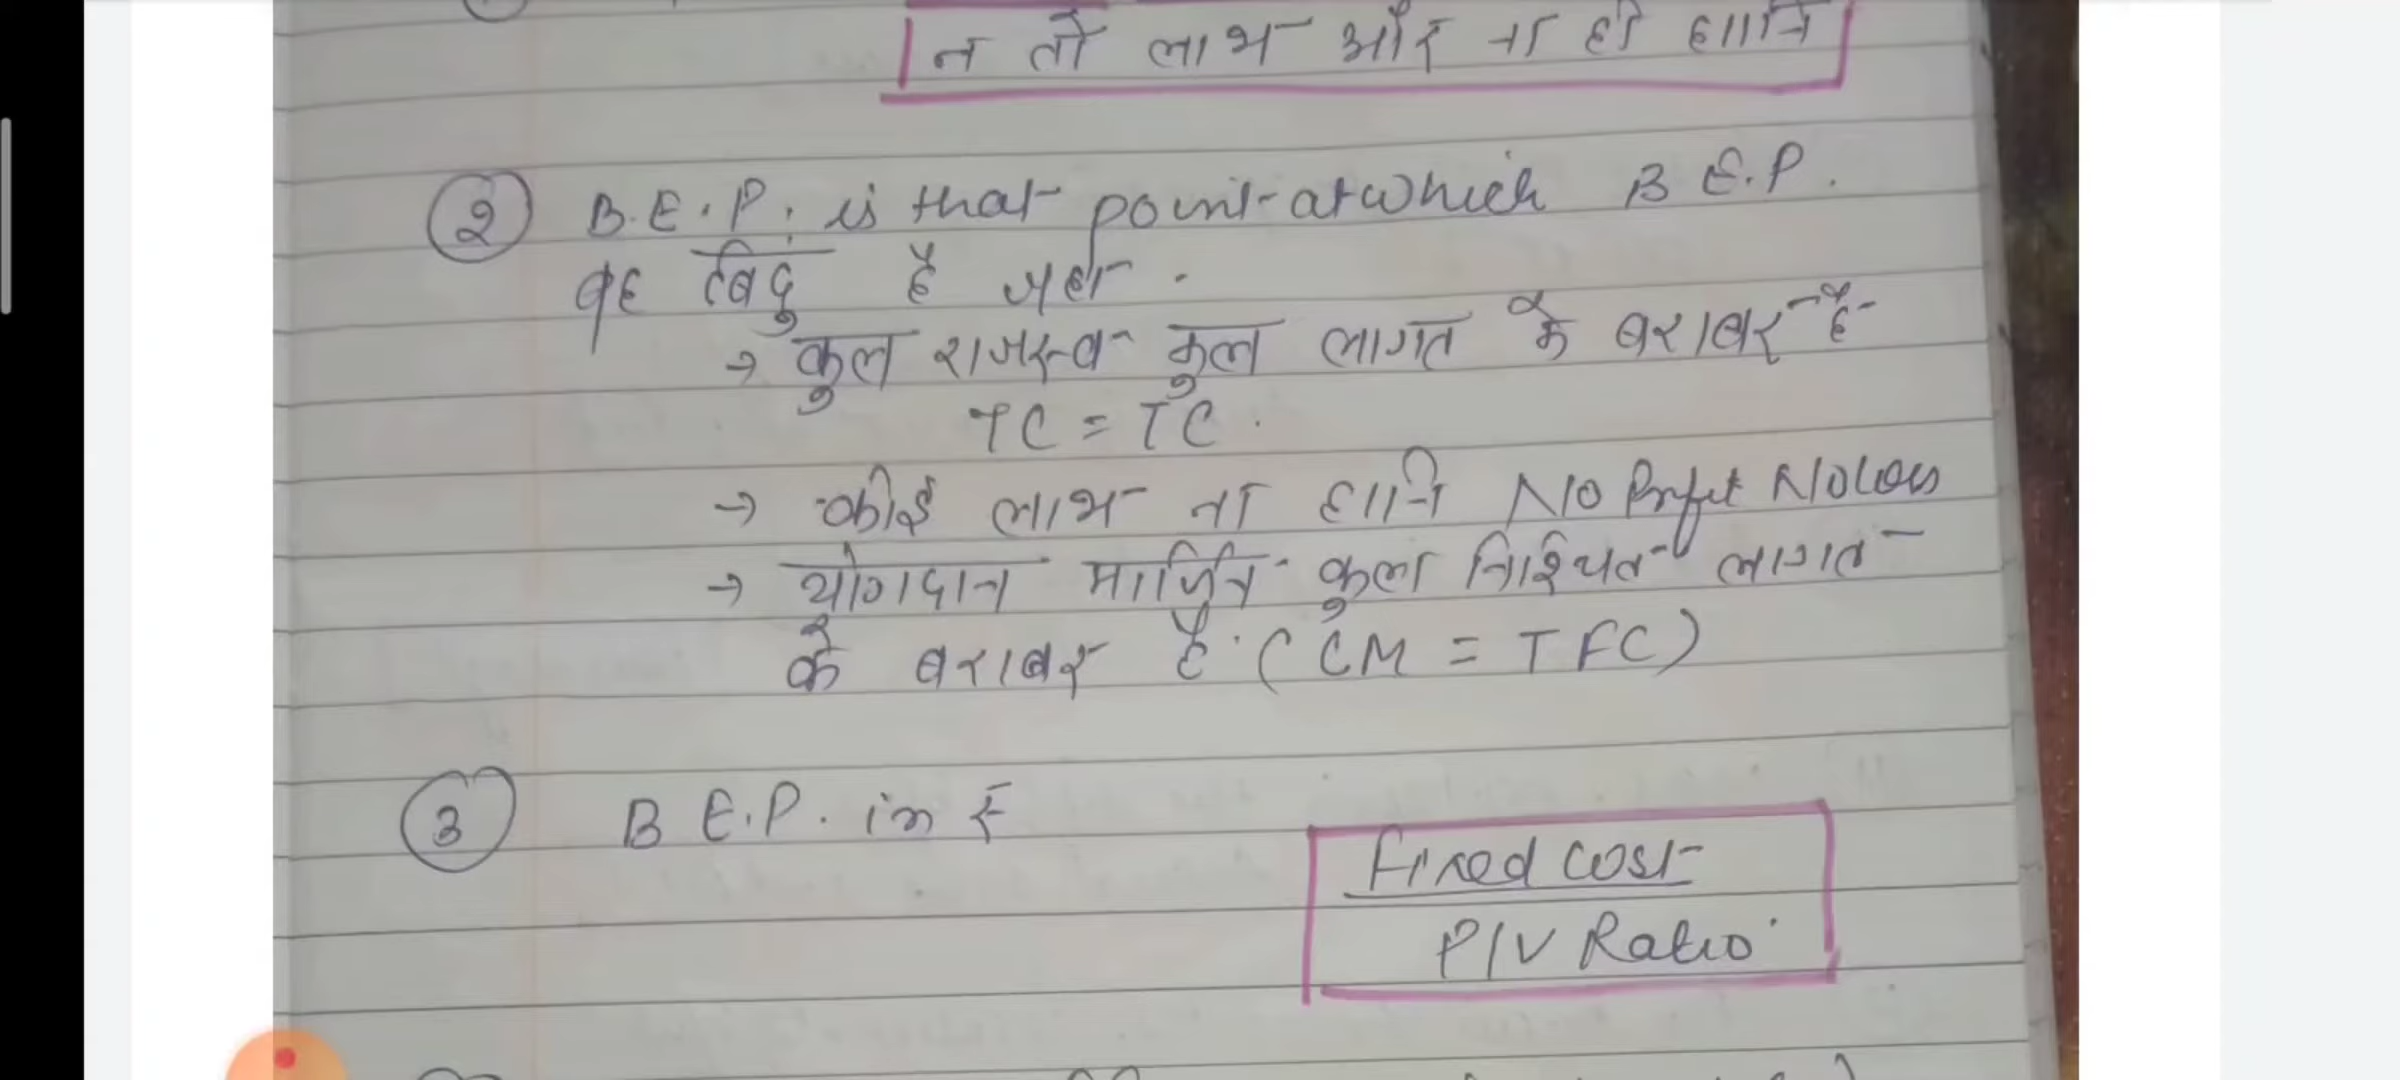 न तो लाभ और ना ही हानि
2 B.E.P. is that point at which B E.P.
वह बिंदु है जहा
→ कुल राजस्व कुल लागत के बराबर है
TC = TC.
→ कोई लाभ ना हानि No Profit No Loss
→ योगदान मार्जिन कुल निश्चित लागत
के बराबर है (CM = TFC)
3 B E.P. in ₹
Fixed Cost
P/V Ratio